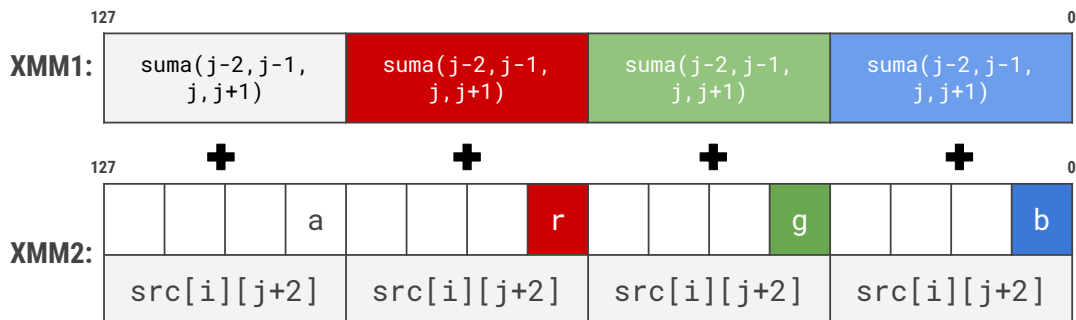 127 0
XMM1: suma(j-2,j-1, suma(j-2,j-1, suma(j-2,j-1, suma(j-2,j-1,
j,j+1) j,j+1) j,j+1) j,j+1)
+ + + +
127 0
a r g b
XMM2:
src[i][j+2] src[i][j+2] src[i][j+2] src[i][j+2]